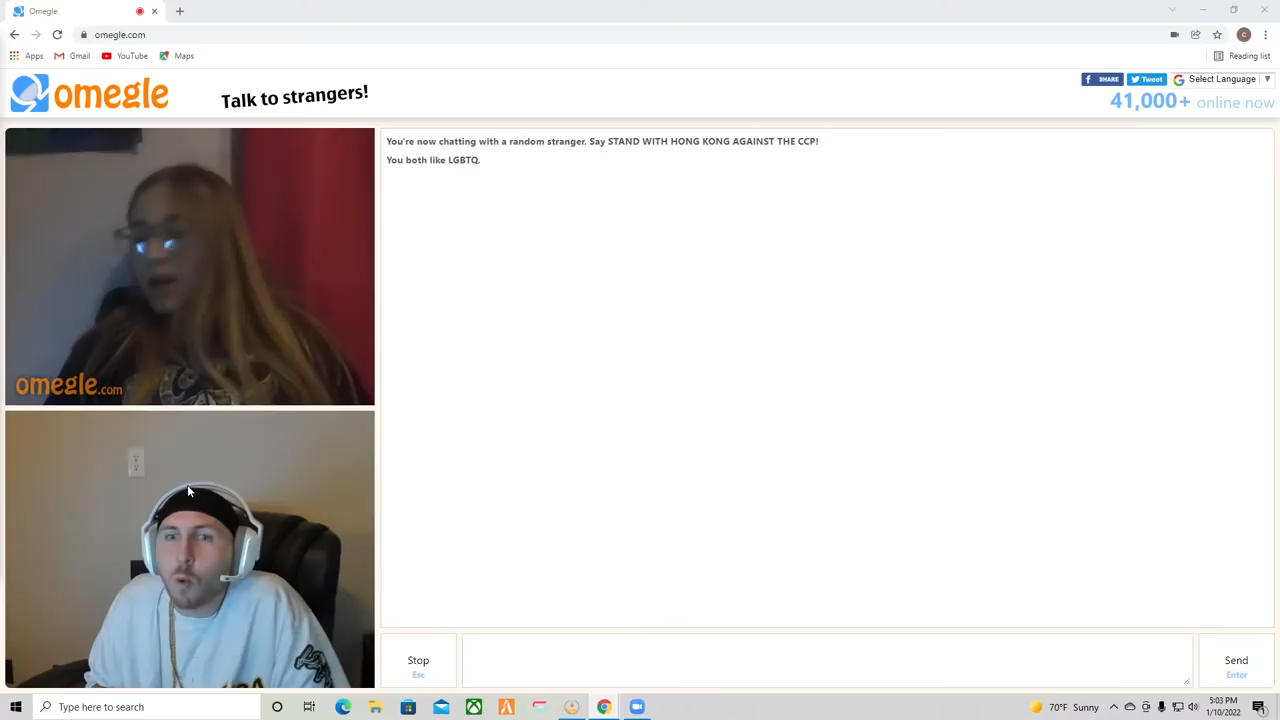 Omegle
omegle.com
Apps
Gmail
YouTube
Maps
Reading list
omegle
Talk to strangers!
SHARE
Tweet
Select Language
41,000+ online now
You're now chatting with a random stranger. Say STAND WITH HONG KONG AGAINST THE CCP!
You both like LGBTQ.
omegle.com
Stop
Esc
Send
Enter
Type here to search
70°F Sunny
5:03 PM
1/10/2022